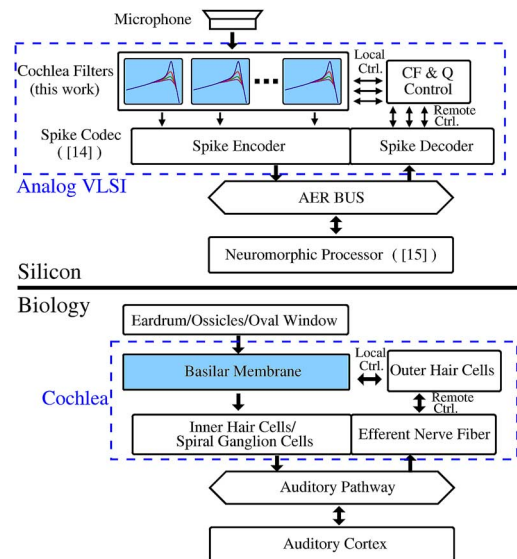 Microphone
Cochlea Filters
(this work)
Local
Ctrl.
CF & Q
Control
Remote
Ctrl.
Spike Codec
( [14] )
Spike Encoder
Spike Decoder
Analog VLSI
AER BUS
Neuromorphic Processor ( [15] )
Silicon
Biology
Eardrum/Ossicles/Oval Window
Basilar Membrane
Local
Ctrl.
Outer Hair Cells
Remote
Ctrl.
Cochlea
Inner Hair Cells/
Spiral Ganglion Cells
Efferent Nerve Fiber
Auditory Pathway
Auditory Cortex